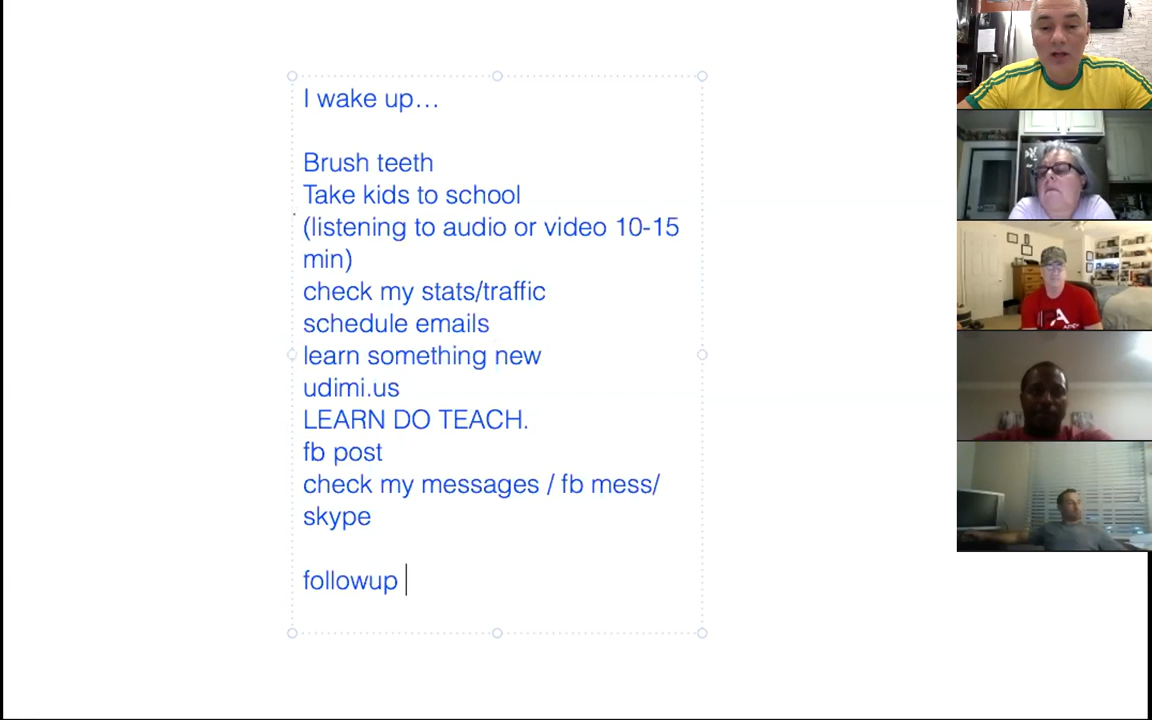 I wake up…
Brush teeth
Take kids to school
(listening to audio or video 10-15
min)
check my stats/traffic
schedule emails
learn something new
udimi.us
LEARN DO TEACH.
fb post
check my messages / fb mess/
skype
followup